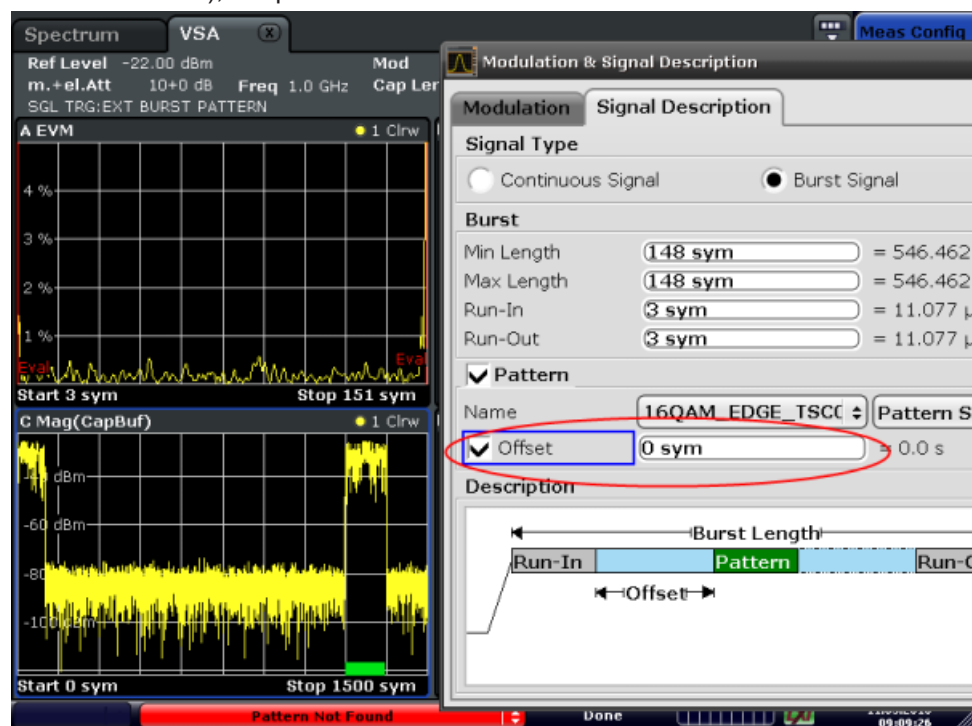 Spectrum VSA
Meas Config
Ref Level -22.00 dBm Mod
m.+el.Att 10+0 dB Freq 1.0 GHz Cap Ler
SGL TRG:EXT BURST PATTERN
A EVM 1 Clrw
4 %
3 %
2 %
1 %
Eval Eval
Start 3 sym Stop 151 sym
C Mag(CapBuf) 1 Clrw
dBm
-60 dBm
-80
-100 dBm
Start 0 sym Stop 1500 sym
Pattern Not Found
Done
09:09:26
Modulation & Signal Description
Modulation Signal Description
Signal Type
Continuous Signal Burst Signal
Burst
Min Length 148 sym = 546.462
Max Length 148 sym = 546.462
Run-In 3 sym = 11.077 µ
Run-Out 3 sym = 11.077 µ
Pattern
Name 16QAM_EDGE_TSC Pattern S
Offset 0 sym = 0.0 s
Description
Burst Length
Run-In Pattern Run-
Offset